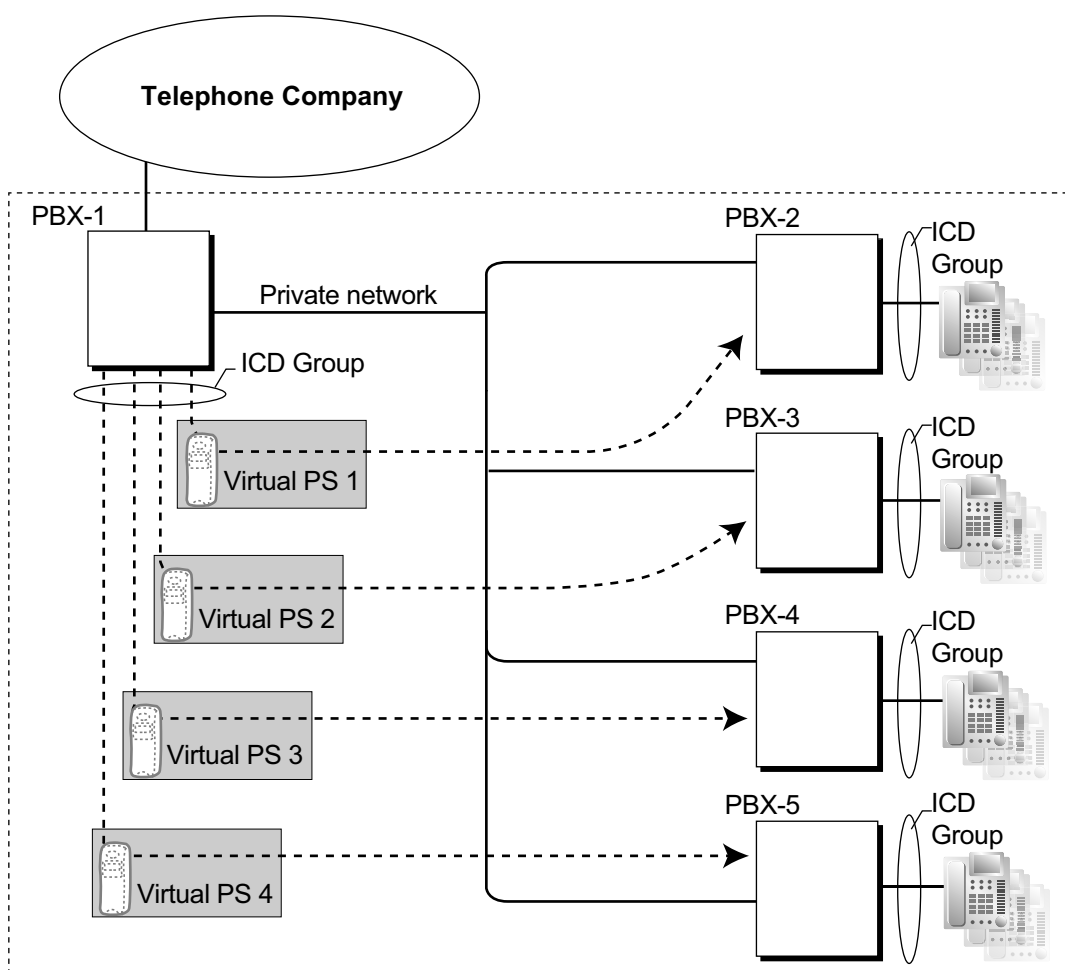 Telephone Company
PBX-1
PBX-2
ICD
Group
Private network
ICD Group
PBX-3
ICD
Group
Virtual PS 1
Virtual PS 2
PBX-4
ICD
Group
Virtual PS 3
PBX-5
ICD
Group
Virtual PS 4